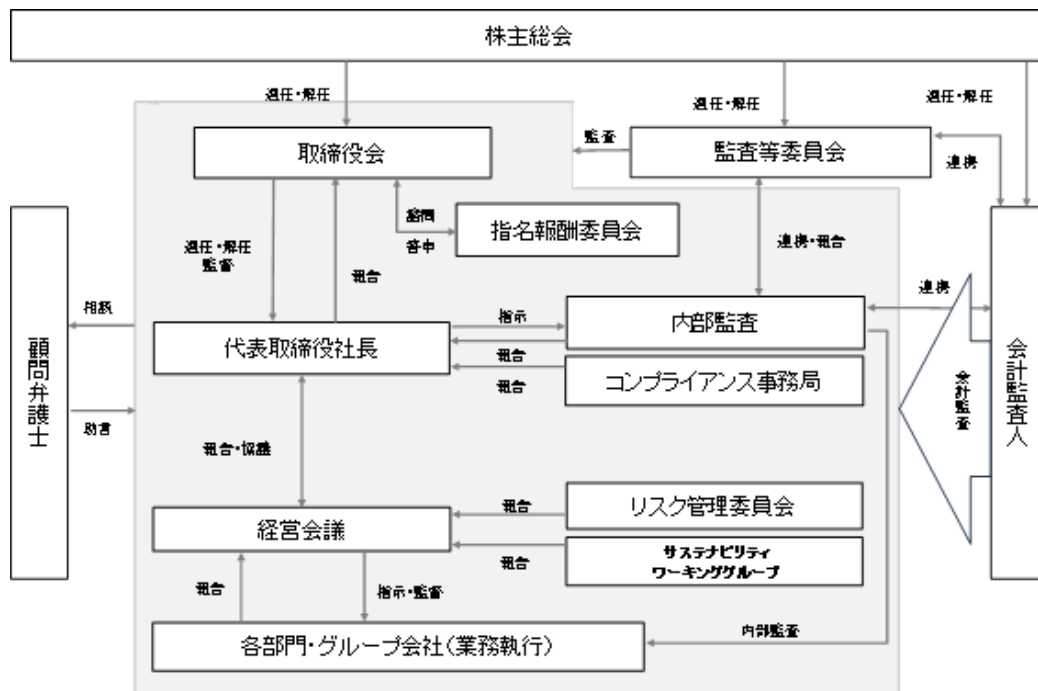 株主総会
選任・解任
選任・解任
選任・解任
取締役会
監査
監査等委員会
連携
諮問
答申
指名報酬委員会
選任・解任
監督
報告
連携・報告
連携
相談
顧問弁護士
助言
代表取締役社長
指示
報告
報告
内部監査
コンプライアンス事務局
会計監査
会計監査人
報告・協議
経営会議
報告
報告
リスク管理委員会
サステナビリティ
ワーキンググループ
報告
指示・監督
内部監査
各部門・グループ会社(業務執行)